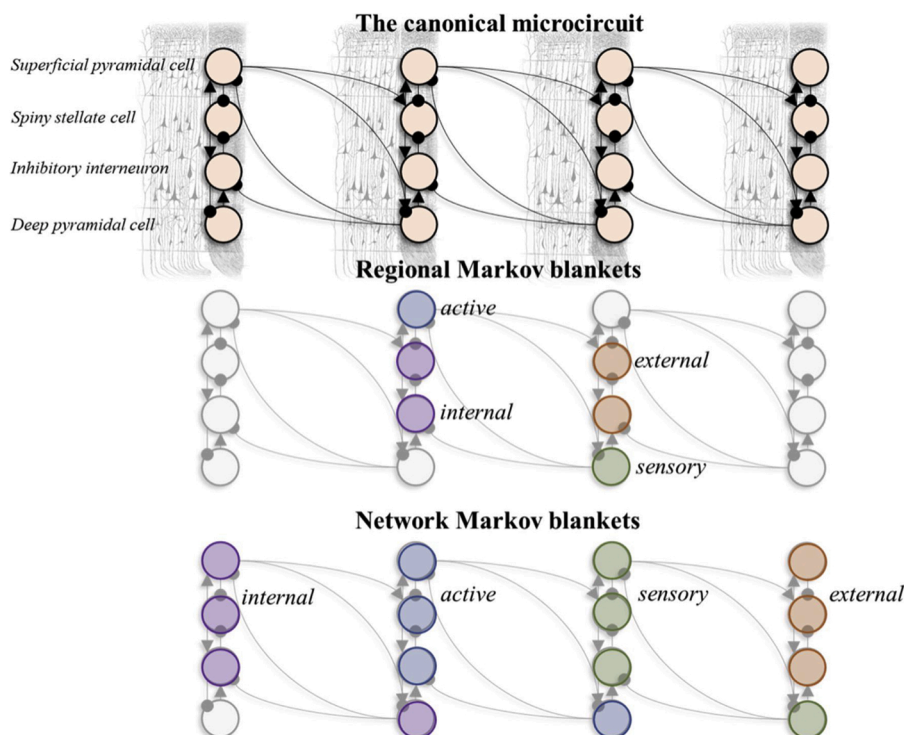 The canonical microcircuit
Superficial pyramidal cell
Spiny stellate cell
Inhibitory interneuron
Deep pyramidal cell
Regional Markov blankets
active
external
internal
sensory
Network Markov blankets
internal active sensory external